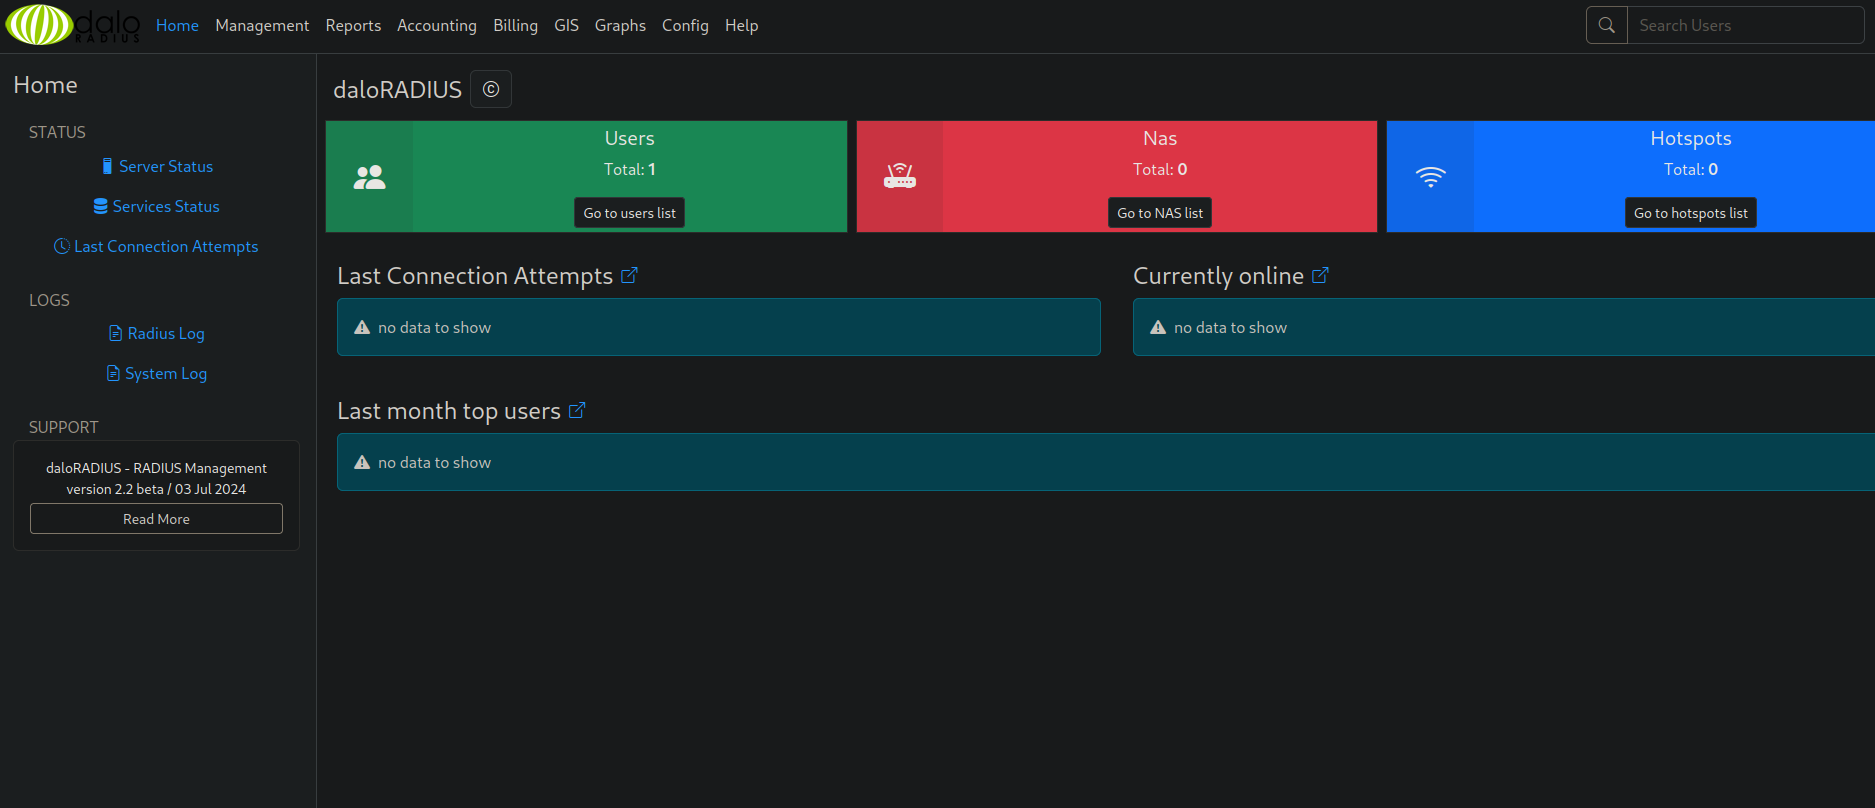 dalo RADIUS
Home Management Reports Accounting Billing GIS Graphs Config Help
Search Users
Home
STATUS
Server Status
Services Status
Last Connection Attempts
LOGS
Radius Log
System Log
SUPPORT
daloRADIUS - RADIUS Management
version 2.2 beta / 03 Jul 2024
Read More
daloRADIUS ©
Users
Total: 1
Go to users list
Nas
Total: 0
Go to NAS list
Hotspots
Total: 0
Go to hotspots list
Last Connection Attempts
no data to show
Currently online
no data to show
Last month top users
no data to show